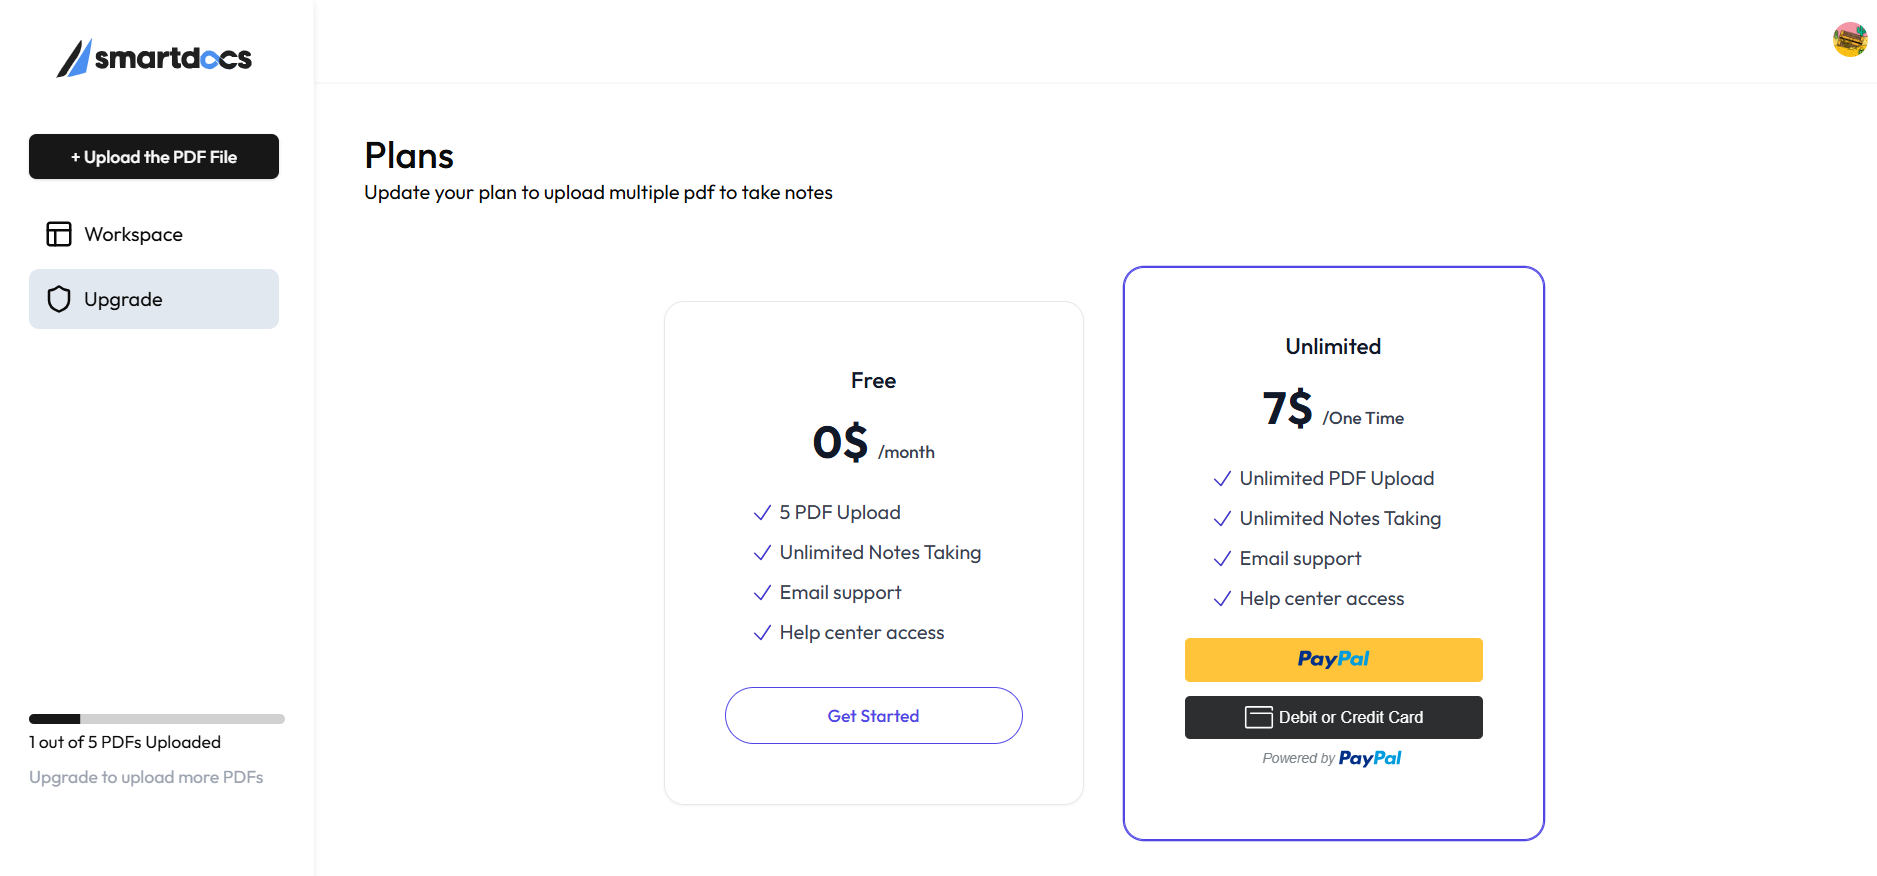 smartdocs
+ Upload the PDF File
Workspace
Upgrade
1 out of 5 PDFs Uploaded
Upgrade to upload more PDFs
Plans
Update your plan to upload multiple pdf to take notes
Free
0$ /month
5 PDF Upload
Unlimited Notes Taking
Email support
Help center access
Get Started
Unlimited
7$ /One Time
Unlimited PDF Upload
Unlimited Notes Taking
Email support
Help center access
PayPal
Debit or Credit Card
Powered by PayPal